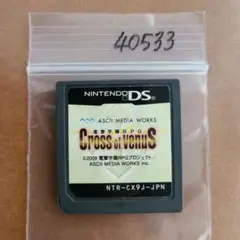 40533
NINTENDO DS
ASCII MEDIA WORKS
電撃学園RPG
Cross of Venus
©2009 電撃学園RPGプロジェクト/
ASCII MEDIA WORKS Inc.
NTR-CX9J-JPN